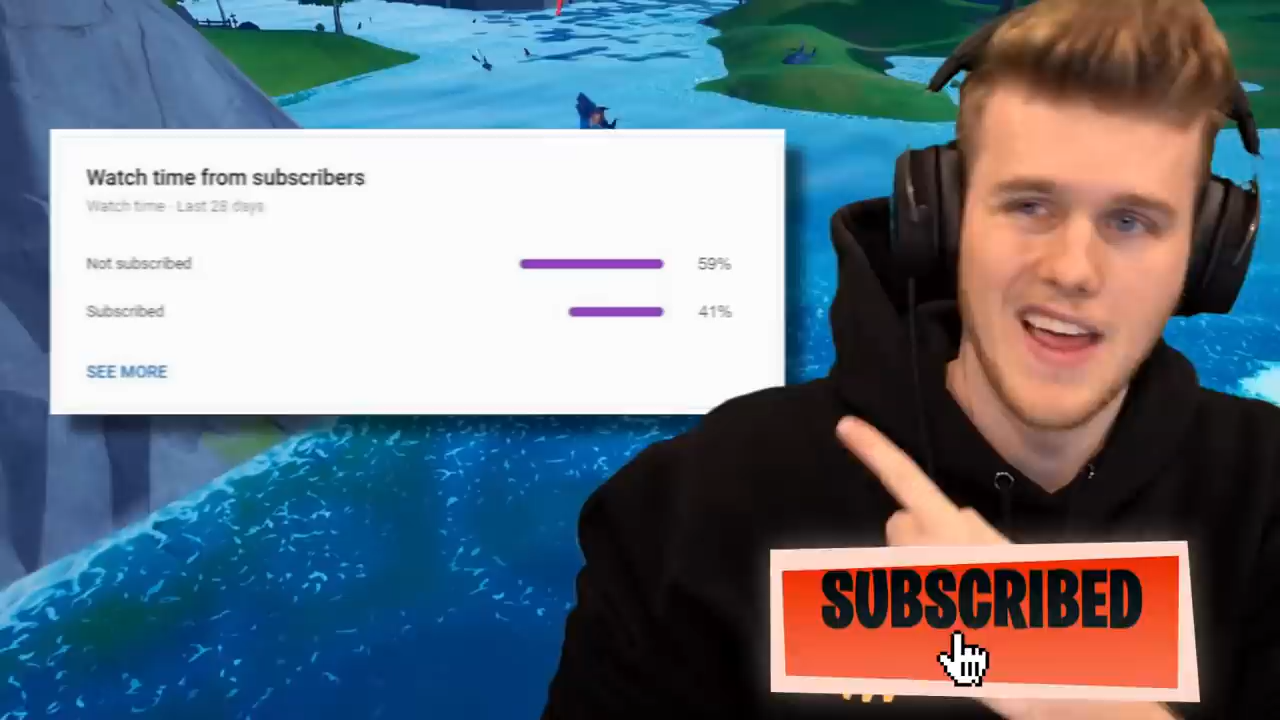 Watch time from subscribers
Watch time · Last 28 days
Not subscribed 59%
Subscribed 41%
SEE MORE
SUBSCRIBED